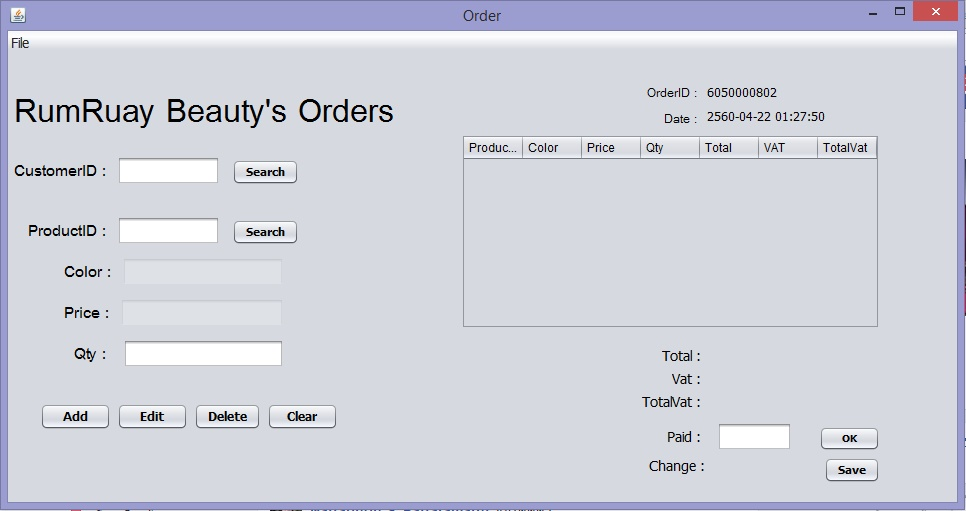 Order
File
RumRuay Beauty's Orders
OrderID : 6050000802
Date : 2560-04-22 01:27:50
CustomerID : Search
ProductID : Search
Color :
Price :
Qty :
Add Edit Delete Clear
Produc... Color Price Qty Total VAT TotalVat
Total :
Vat :
TotalVat :
Paid : OK
Change : Save